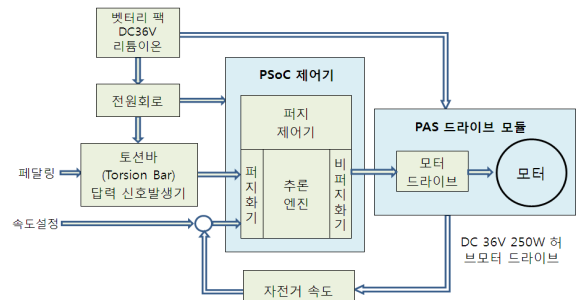 벳터리 팩
DC36V
리튬이온
PSoC 제어기
전원회로
퍼지
제어기
PAS 드라이브 모듈
토션바
(Torsion Bar)
답력 신호발생기
페달링
퍼지화기
추론
엔진
비퍼지화기
모터
드라이브
모터
속도설정
DC 36V 250W 허
브모터 드라이브
자전거 속도